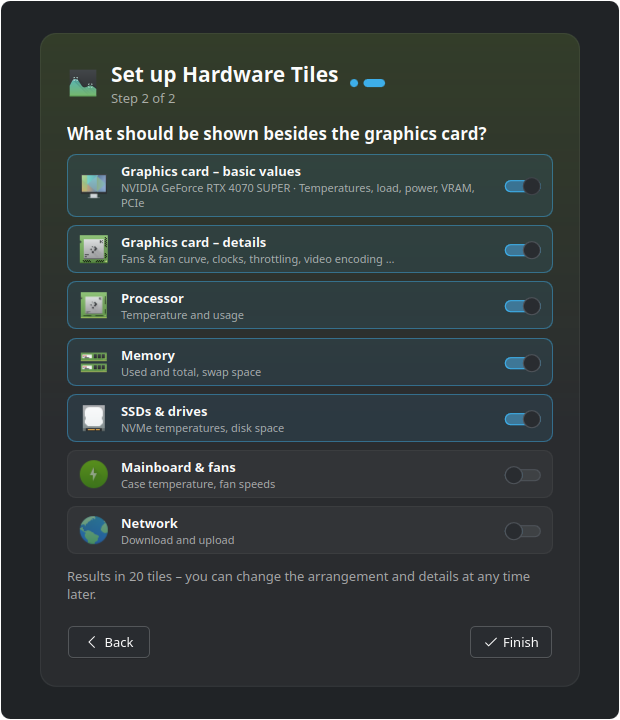 Set up Hardware Tiles
Step 2 of 2
What should be shown besides the graphics card?
Graphics card – basic values
NVIDIA GeForce RTX 4070 SUPER · Temperatures, load, power, VRAM,
PCIe
Graphics card – details
Fans & fan curve, clocks, throttling, video encoding ...
Processor
Temperature and usage
Memory
Used and total, swap space
SSDs & drives
NVMe temperatures, disk space
Mainboard & fans
Case temperature, fan speeds
Network
Download and upload
Results in 20 tiles – you can change the arrangement and details at any time
later.
Back
Finish